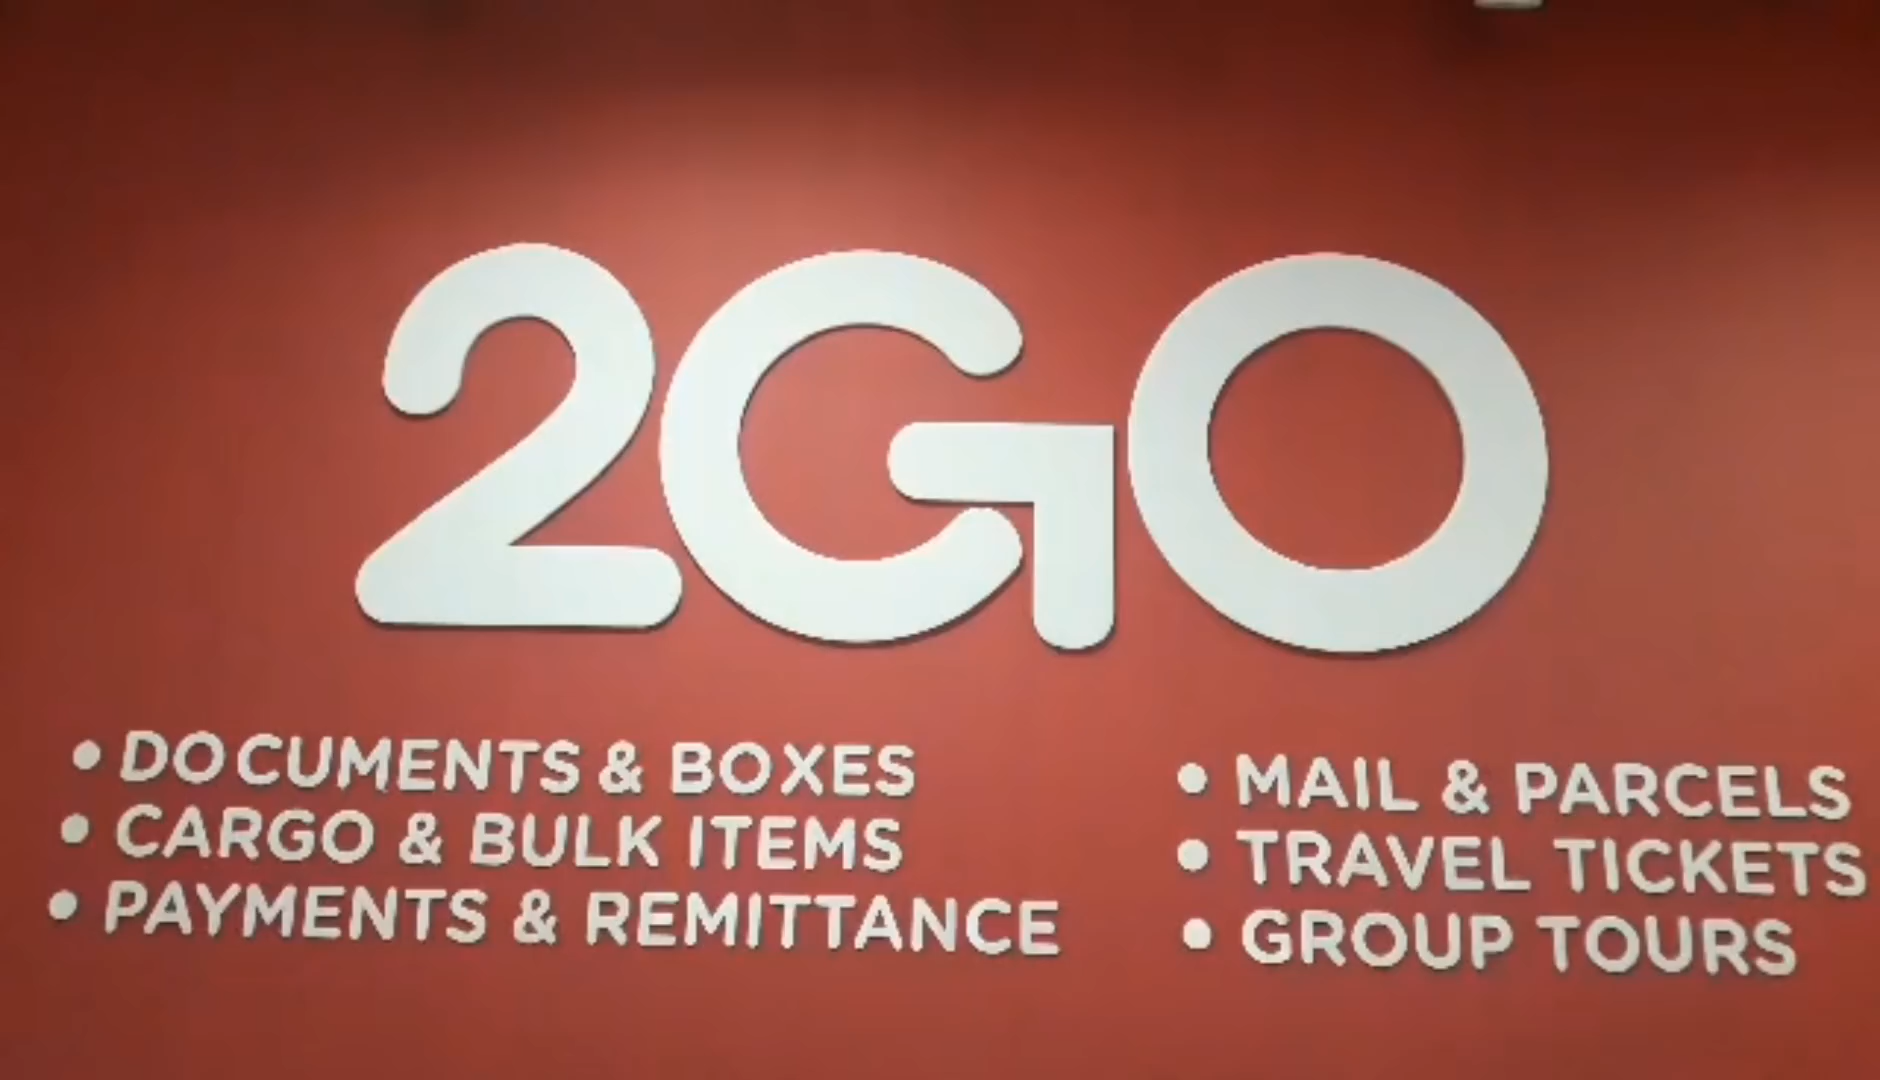 2GO
• DOCUMENTS & BOXES
• CARGO & BULK ITEMS
• PAYMENTS & REMITTANCE
• MAIL & PARCELS
• TRAVEL TICKETS
• GROUP TOURS